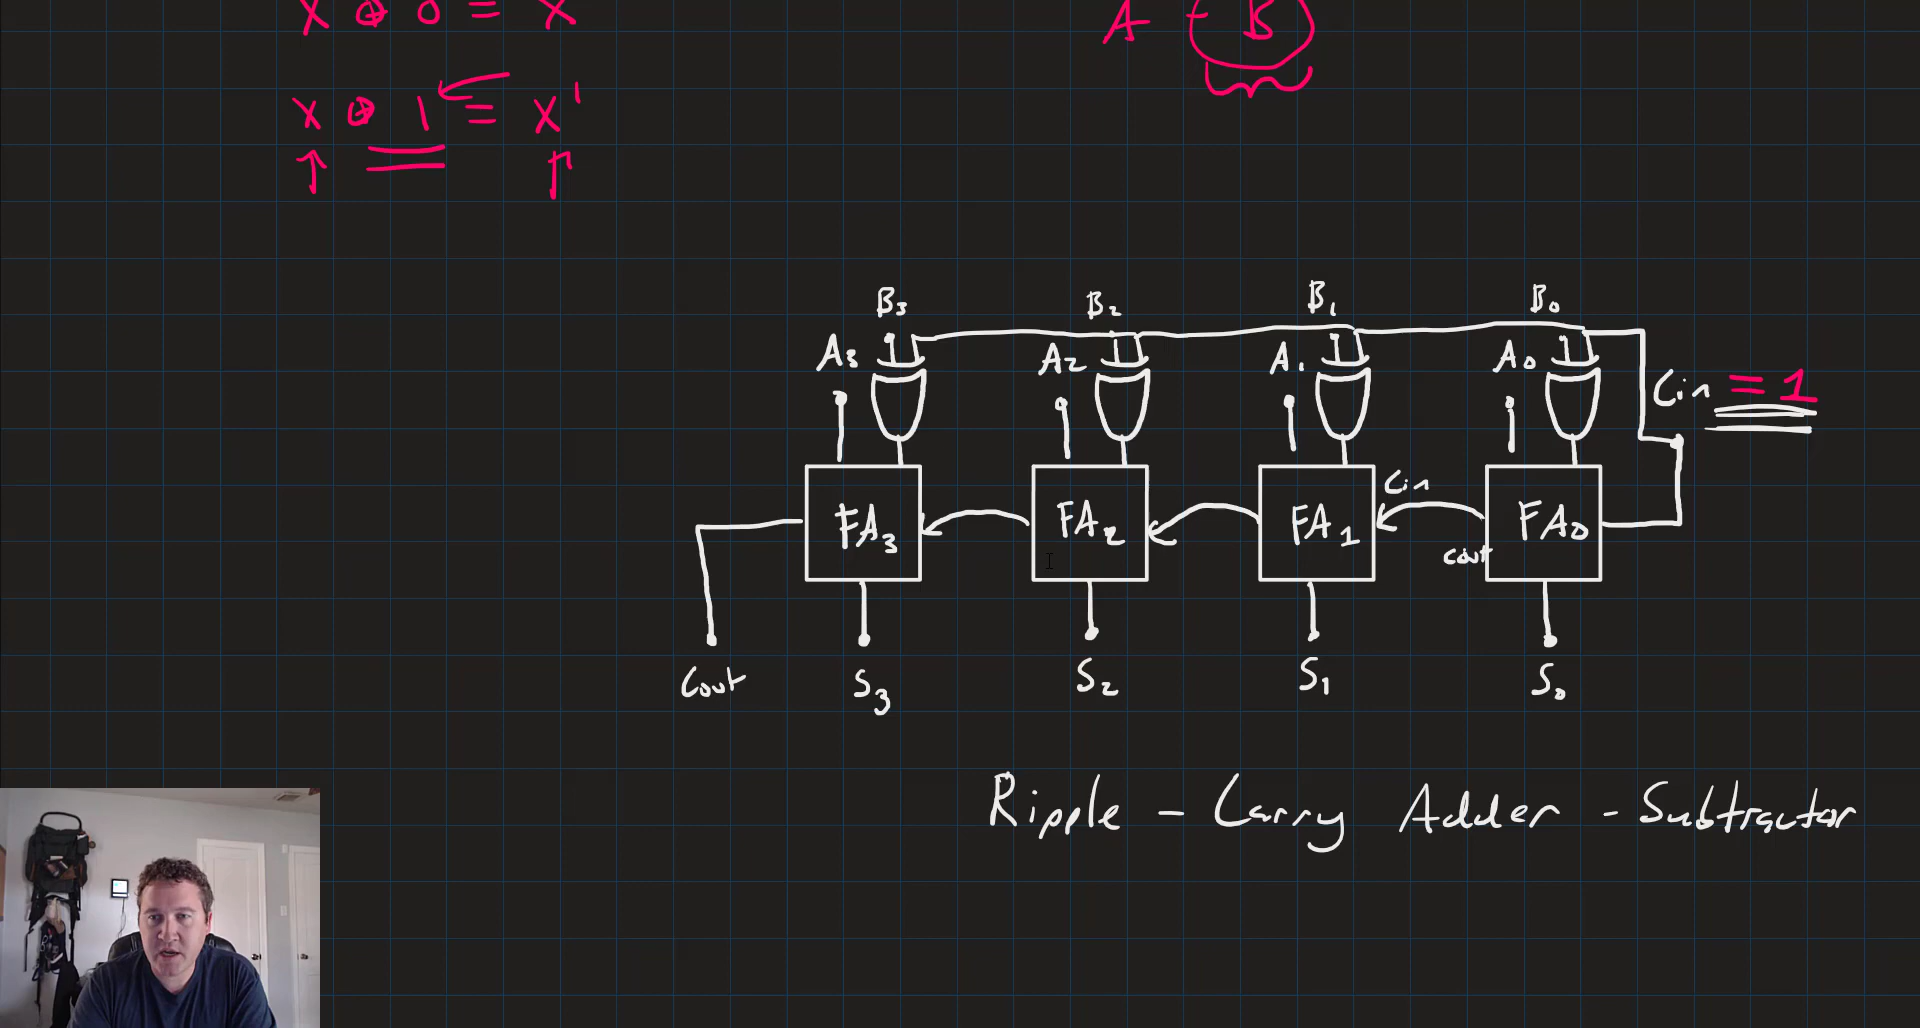 X ⊕ 0 = X
A - B
X ⊕ 1 = X'
B3 B2 B1 B0
A3 A2 A1 A0
Cin = 1
Cin
FA3 FA2 FA1 FA0
Cout
Cout S3 S2 S1 S0
Ripple - Carry Adder - Subtractor